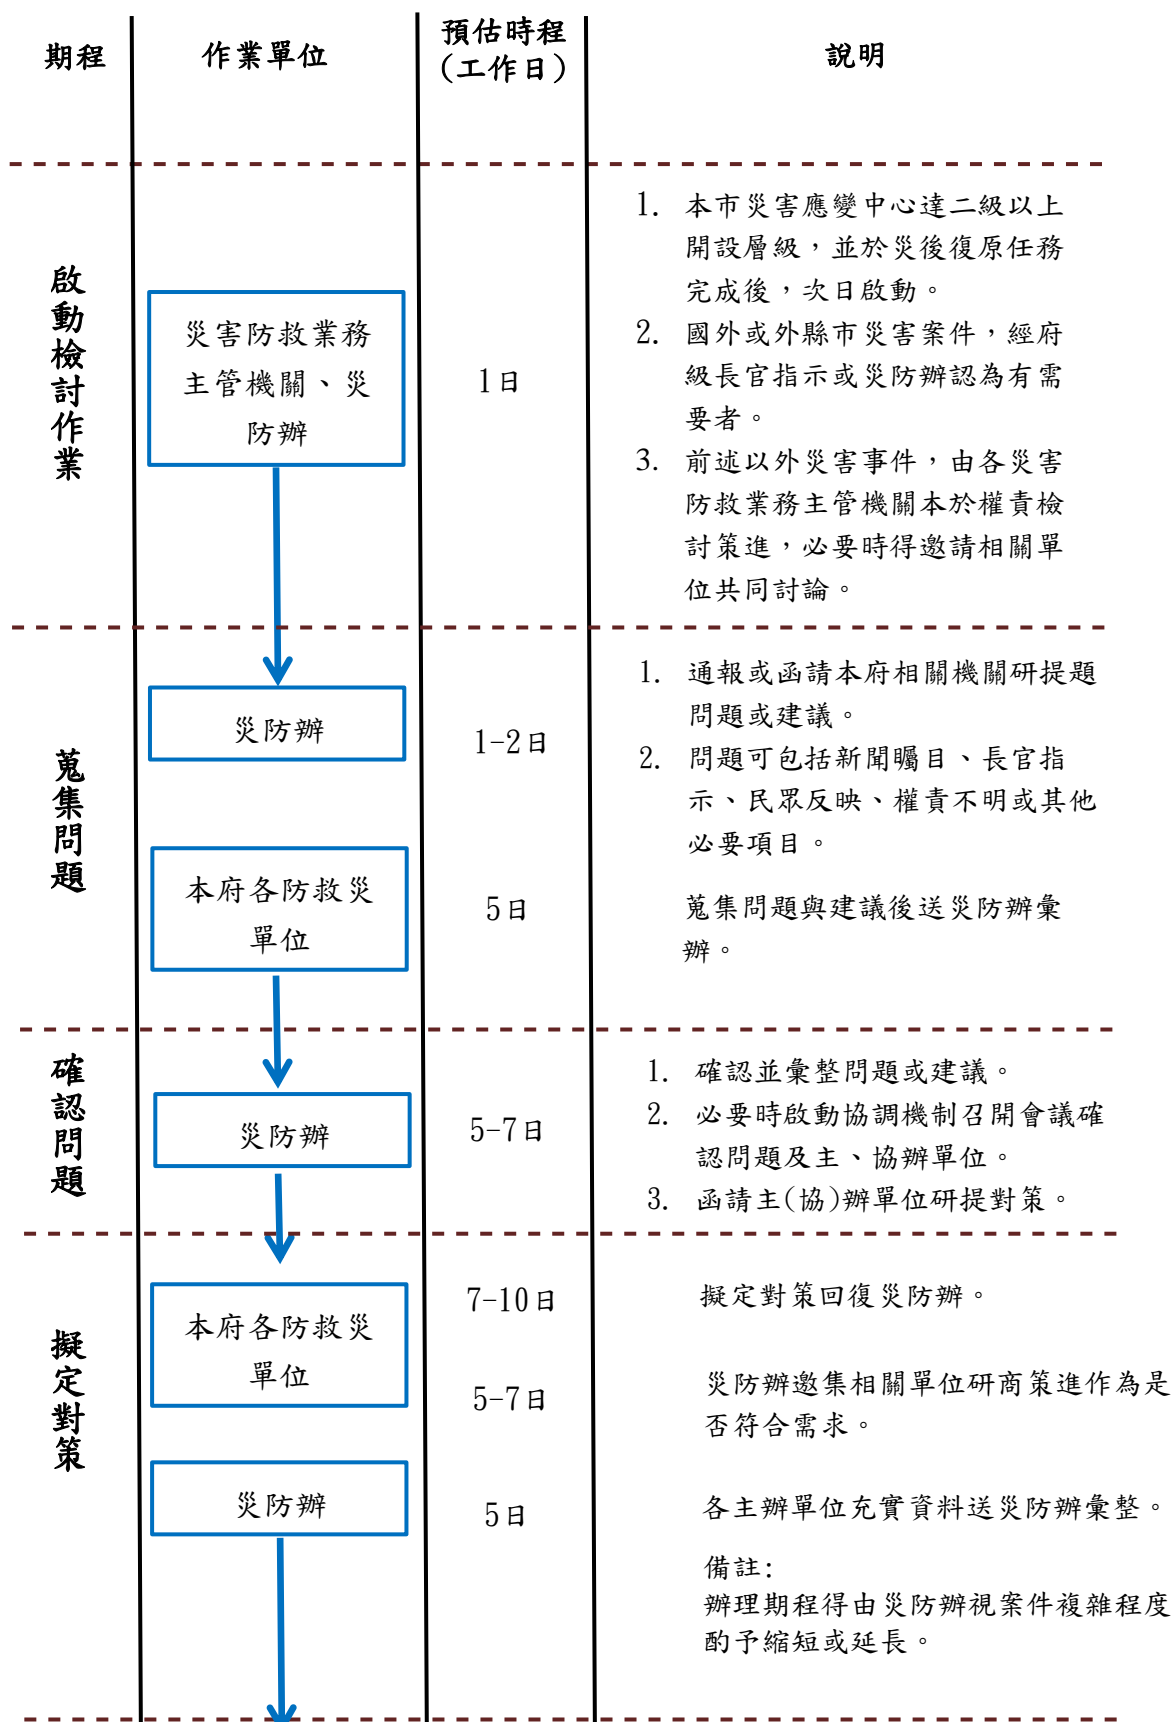 期程
作業單位
預估時程
(工作日)
說明
啟動檢討作業
災害防救業務
主管機關、災
防辦
1日
1. 本市災害應變中心達二級以上
開設層級，並於災後復原任務
完成後，次日啟動。
2. 國外或外縣市災害案件，經府
級長官指示或災防辦認為有需
要者。
3. 前述以外災害事件，由各災害
防救業務主管機關本於權責檢
討策進，必要時得邀請相關單
位共同討論。
蒐集問題
災防辦
1-2日
1. 通報或函請本府相關機關研提題
問題或建議。
2. 問題可包括新聞矚目、長官指
示、民眾反映、權責不明或其他
必要項目。
本府各防救災
單位
5日
蒐集問題與建議後送災防辦彙
辦。
確認問題
災防辦
5-7日
1. 確認並彙整問題或建議。
2. 必要時啟動協調機制召開會議確
認問題及主、協辦單位。
3. 函請主(協)辦單位研提對策。
擬定對策
本府各防救災
單位
7-10日
擬定對策回復災防辦。
5-7日
災防辦邀集相關單位研商策進作為是
否符合需求。
災防辦
5日
各主辦單位充實資料送災防辦彙整。
備註:
辦理期程得由災防辦視案件複雜程度
酌予縮短或延長。